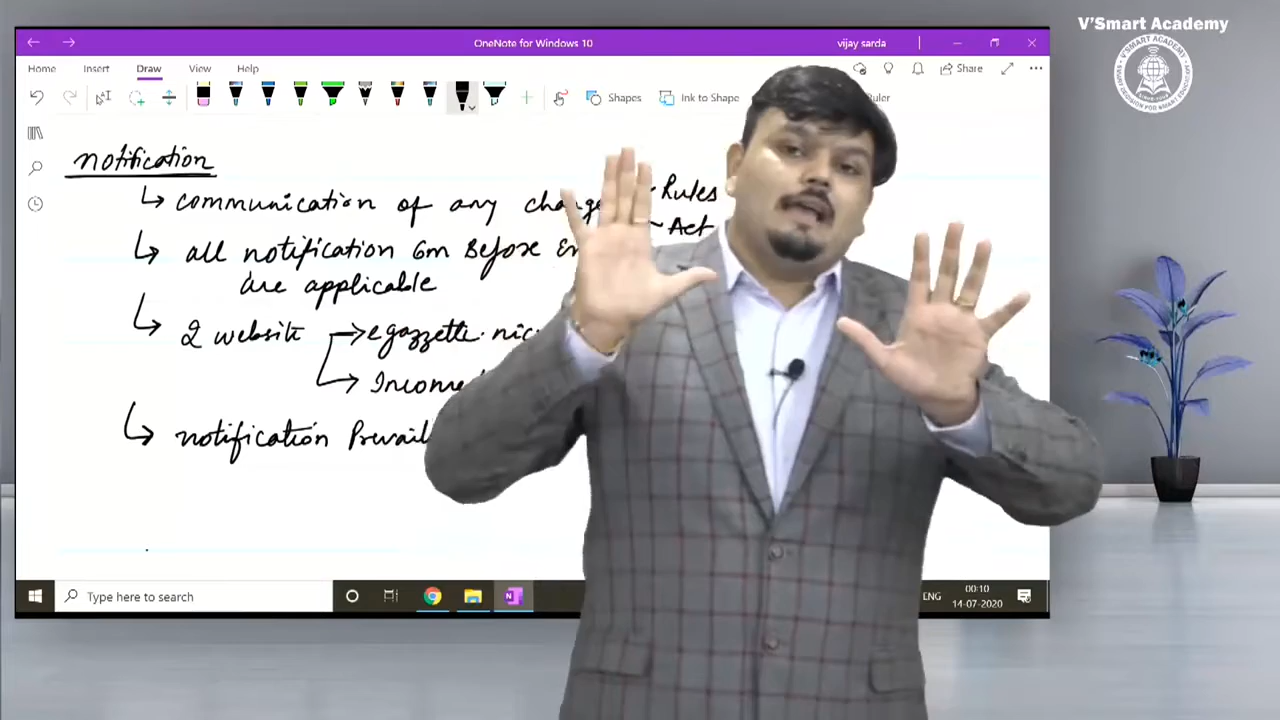 V'Smart Academy
OneNote for Windows 10
vijay sarda
Home Insert Draw View Help
Share
Shapes
Ink to Shape
Ruler
notification
communication of any change
Rules
Act
all notification 6m Before
are applicable
2 website
egazzette.nic
Income
notification Prevail
Type here to search
ENG
00:10
14-07-2020